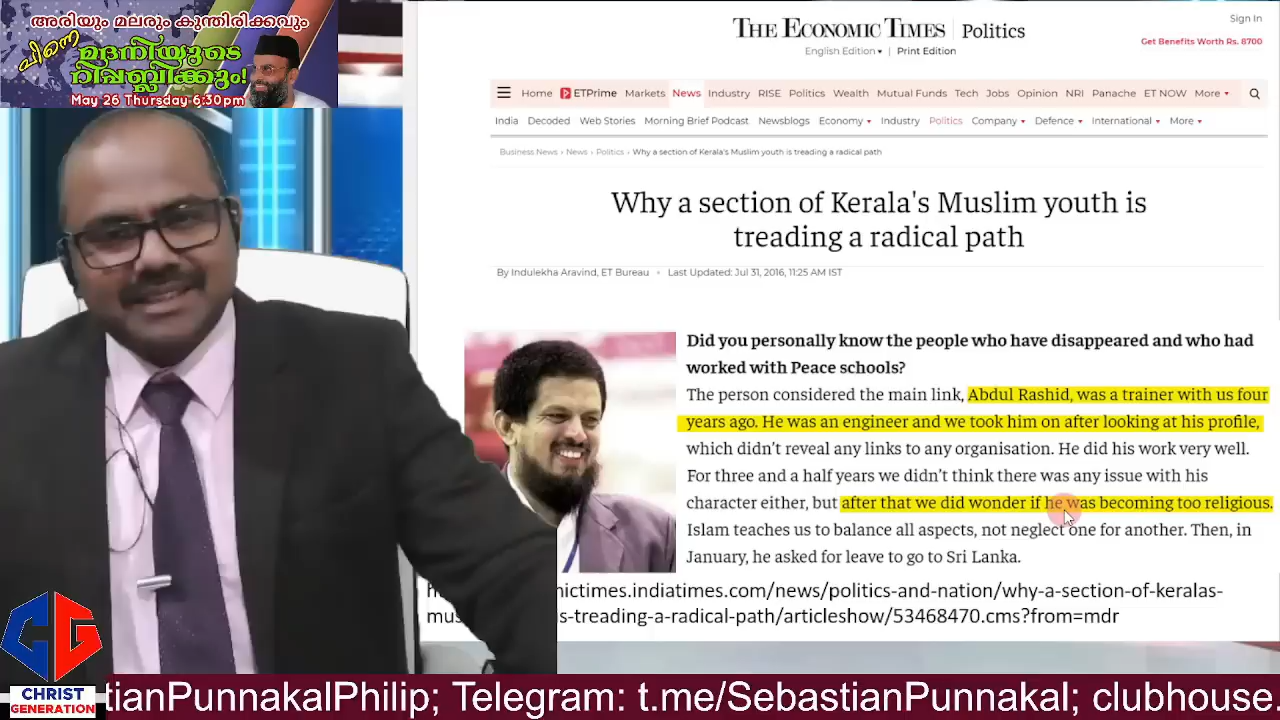 അരിയും മലരും കുന്തിരിക്കവും
പിന്നെ
മദനിയുടെ
റിപ്പബ്ലിക്കും!
May 26 Thursday 6:30pm
THE ECONOMIC TIMES | Politics
English Edition ▾ | Print Edition
Sign In
Get Benefits Worth Rs. 8700
Home ETPrime Markets News Industry RISE Politics Wealth Mutual Funds Tech Jobs Opinion NRI Panache ET NOW More ▾
India Decoded Web Stories Morning Brief Podcast Newsblogs Economy ▾ Industry Politics Company ▾ Defence ▾ International ▾ More ▾
Business News › News › Politics › Why a section of Kerala's Muslim youth is treading a radical path
Why a section of Kerala's Muslim youth is
treading a radical path
By Indulekha Aravind, ET Bureau • Last Updated: Jul 31, 2016, 11:25 AM IST
Did you personally know the people who have disappeared and who had
worked with Peace schools?
The person considered the main link, Abdul Rashid, was a trainer with us four
years ago. He was an engineer and we took him on after looking at his profile,
which didn't reveal any links to any organisation. He did his work very well.
For three and a half years we didn't think there was any issue with his
character either, but after that we did wonder if he was becoming too religious.
Islam teaches us to balance all aspects, not neglect one for another. Then, in
January, he asked for leave to go to Sri Lanka.
h
mictimes.indiatimes.com/news/politics-and-nation/why-a-section-of-keralas-
mus
s-treading-a-radical-path/articleshow/53468470.cms?from=mdr
CG
CHRIST
GENERATION
tianPunnakalPhilip; Telegram: t.me/SebastianPunnakal; clubhouse.